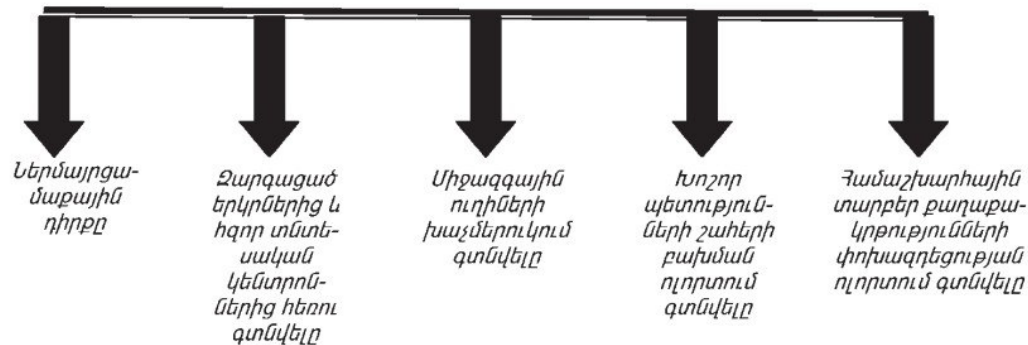 Ներմայրցա-
մաքային
դիրքը
Զարգացած
երկրներից և
հզոր տնտե-
սական
կենտրոն-
ներից հեռու
գտնվելը
Միջազգային
ուղիների
խաչմերուկում
գտնվելը
Խոշոր
պետություն-
ների շահերի
բախման
ոլորտում
գտնվելը
Համաշխարհային
տարբեր քաղաքա-
կրթությունների
փոխազդեցության
ոլորտում գտնվելը